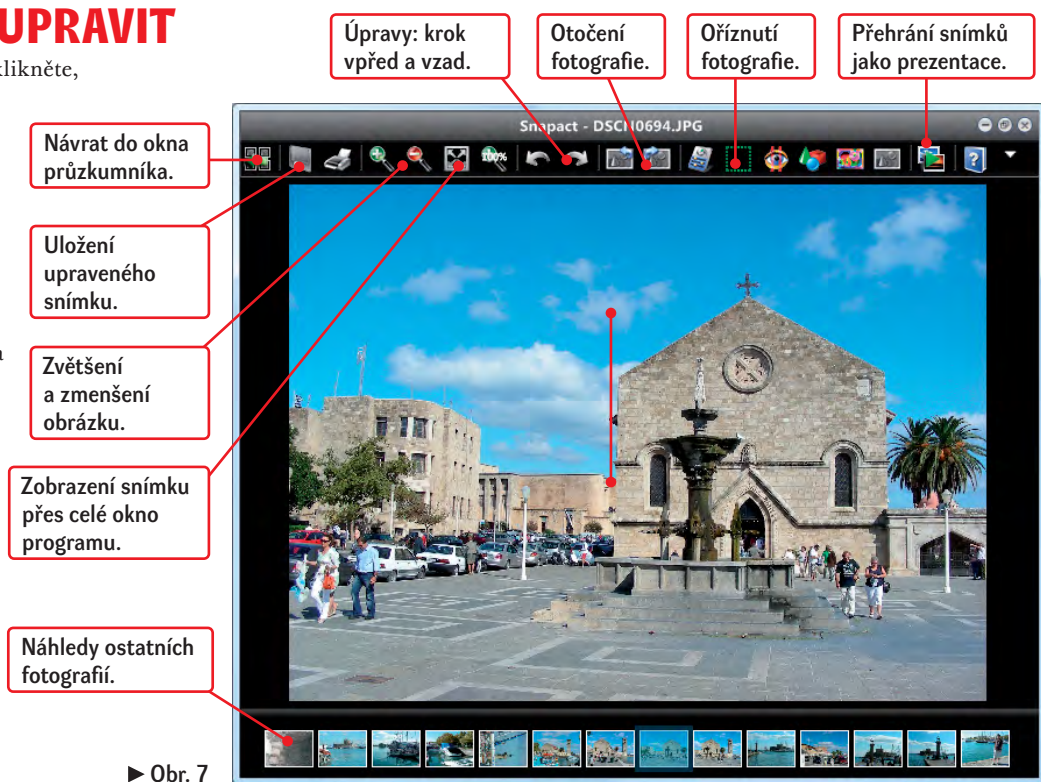 UPRAVIT
klikněte,
Úpravy: krok
vpřed a vzad.
Otočení
fotografie.
Oříznutí
fotografie.
Přehrání snímků
jako prezentace.
Snapact - DSCN0694.JPG
100%
?
Návrat do okna
průzkumníka.
Uložení
upraveného
snímku.
Zvětšení
a zmenšení
obrázku.
Zobrazení snímku
přes celé okno
programu.
Náhledy ostatních
fotografií.
► Obr. 7